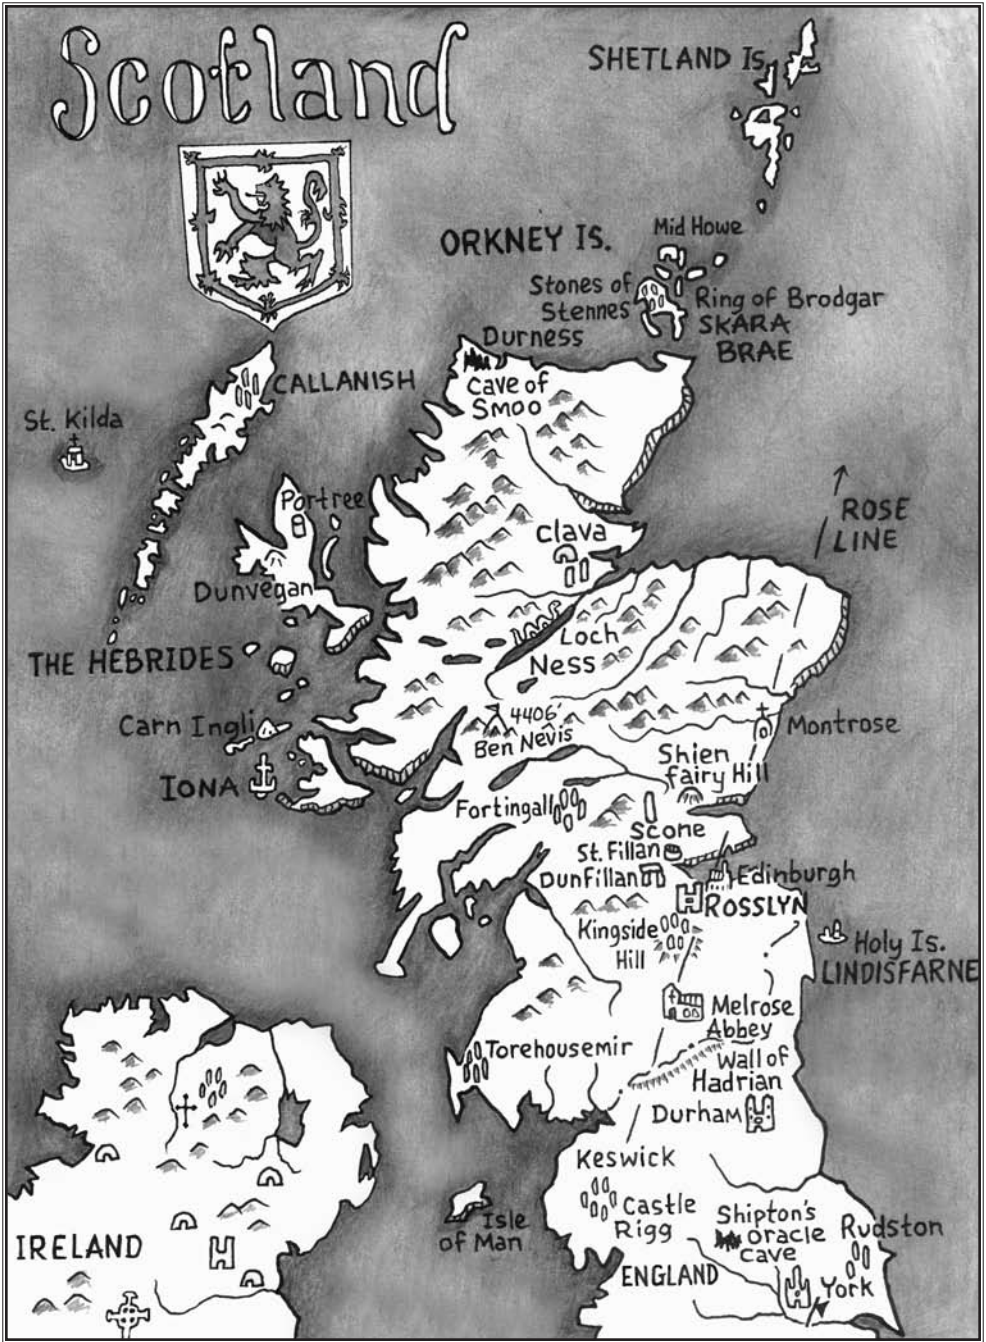 Scotland
SHETLAND Is.
ORKNEY IS.
Mid Howe
Stones of
Stennes
Ring of Brodgar
SKARA
BRAE
Durness
Cave of
Smoo
CALLANISH
St. Kilda
Portree
Dunvegan
Clava
ROSE
LINE
THE HEBRIDES
Loch
Ness
4406'
Ben Nevis
Carn Ingli
IONA
Montrose
Shien
fairy Hill
Fortingall
Scone
St. Fillan
DunFillan
Edinburgh
ROSSLYN
Kingside
Hill
Holy Is.
LINDISFARNE
Melrose
Abbey
Torehousemir
Wall of
Hadrian
Durham
Keswick
Castle
Rigg
Shipton's
oracle
cave
Rudston
Isle
of Man
IRELAND
ENGLAND
York